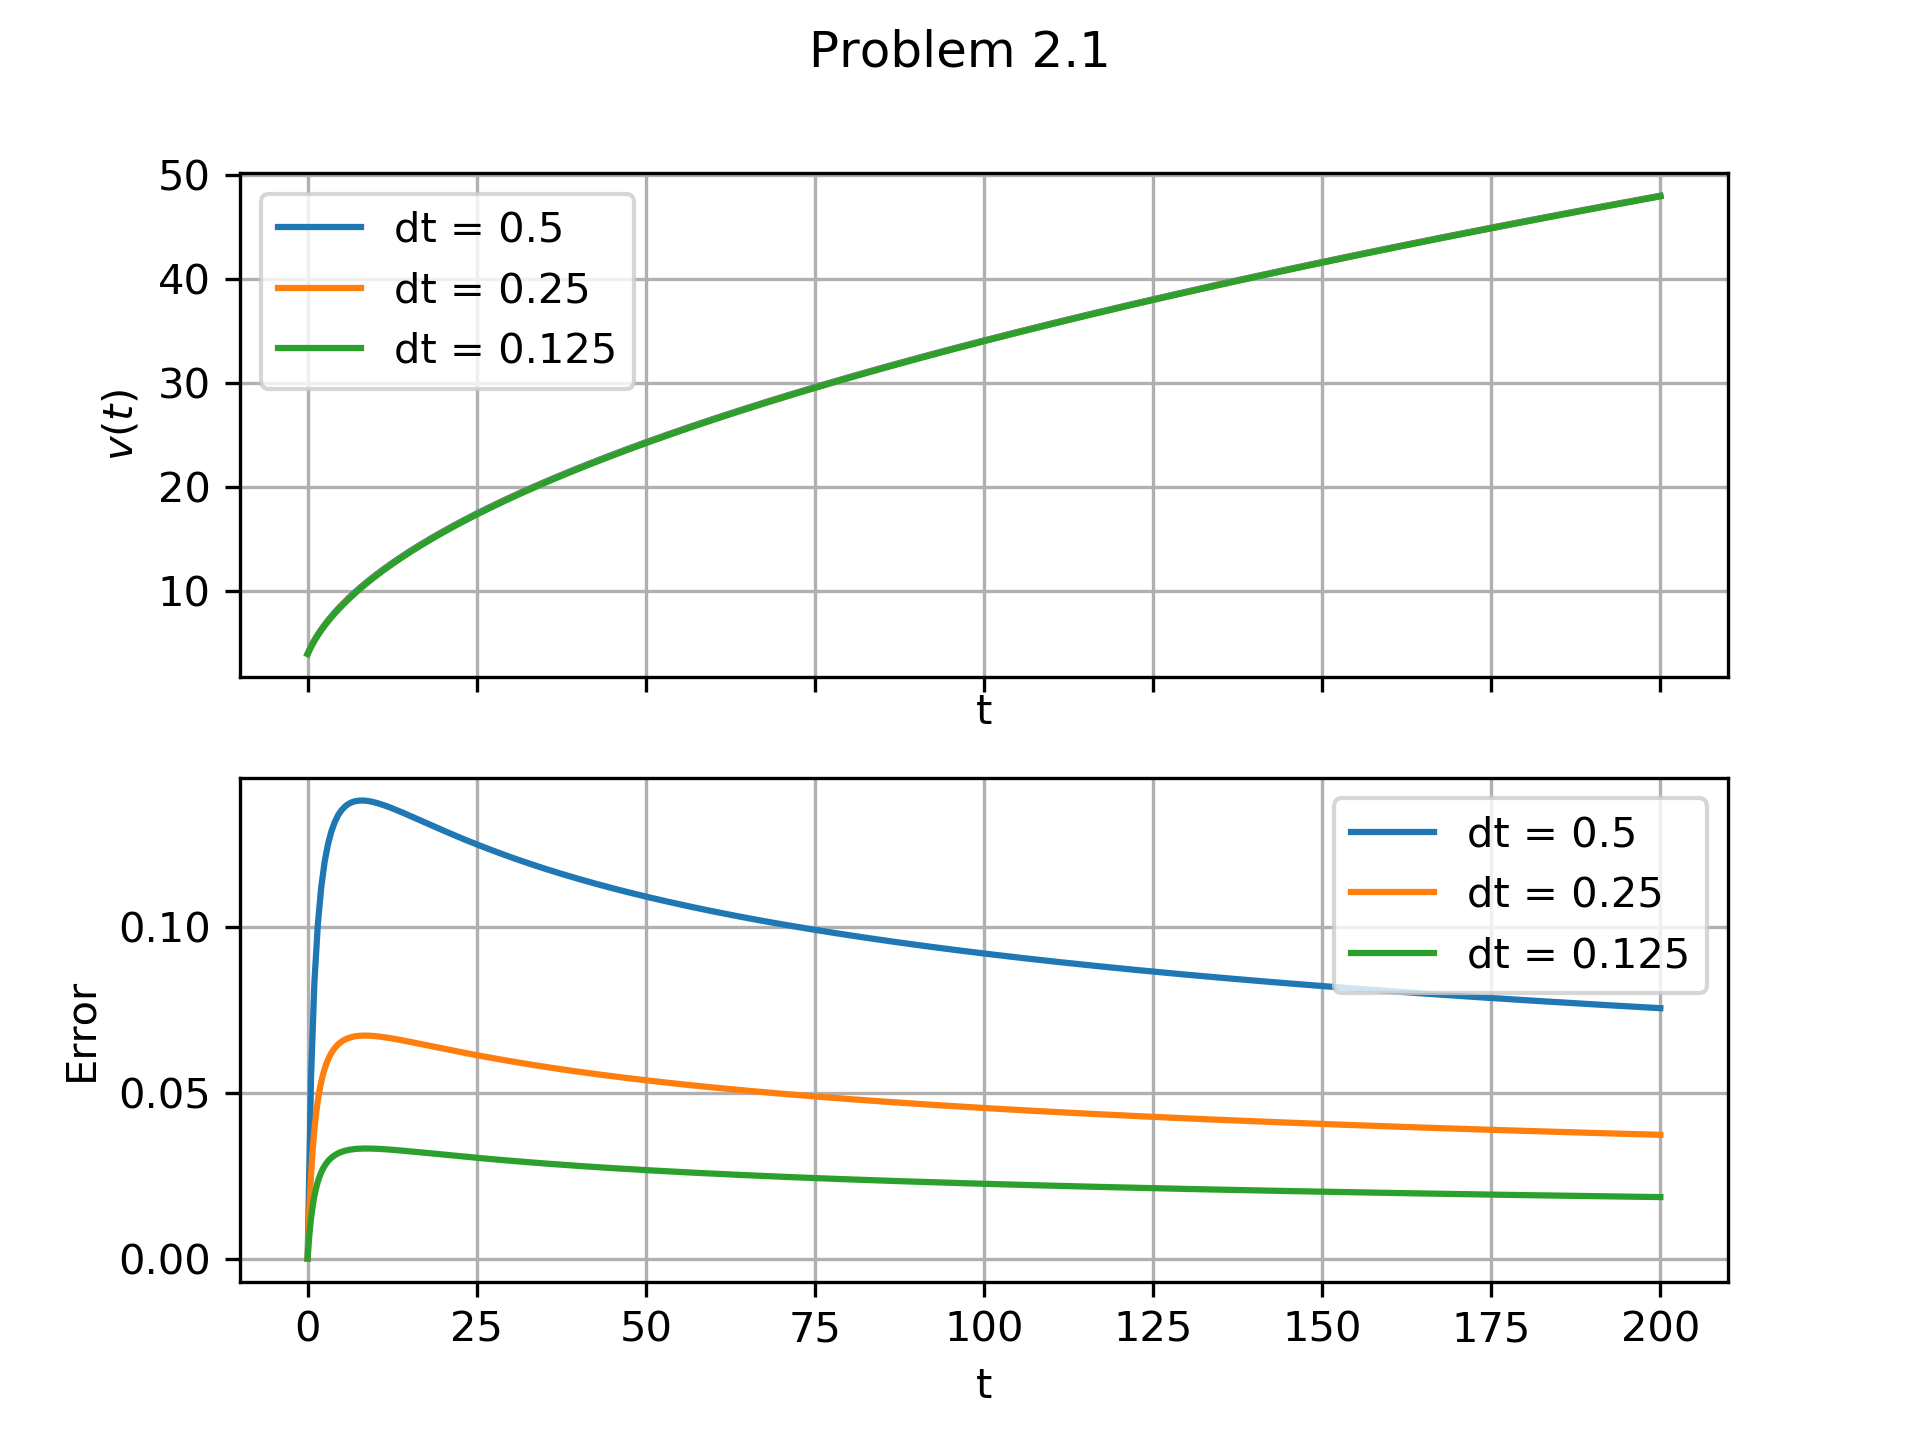 Problem 2.1
50
40
30
20
10
v(t)
dt = 0.5
dt = 0.25
dt = 0.125
t
0.10
0.05
0.00
Error
dt = 0.5
dt = 0.25
dt = 0.125
0 25 50 75 100 125 150 175 200
t